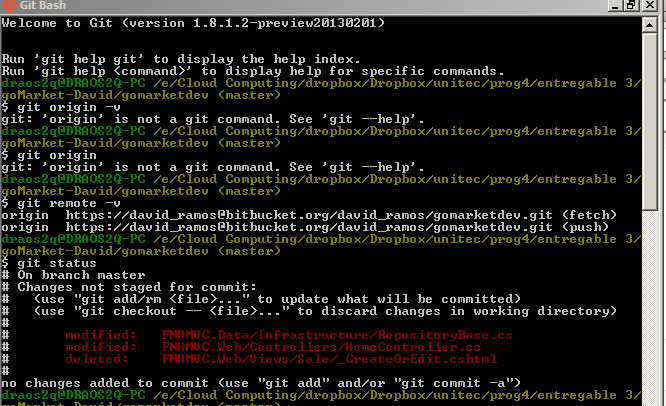 Git Bash
Welcome to Git (version 1.8.1.2-preview20130201)
Run 'git help git' to display the help index.
Run 'git help <command>' to display help for specific commands.
draos2q@DRAOS2Q-PC /e/Cloud Computing/dropbox/Dropbox/unitec/prog4/entregable 3/
goMarket-David/gomarketdev (master)
$ git origin -v
git: 'origin' is not a git command. See 'git --help'.
draos2q@DRAOS2Q-PC /e/Cloud Computing/dropbox/Dropbox/unitec/prog4/entregable 3/
goMarket-David/gomarketdev (master)
$ git origin
git: 'origin' is not a git command. See 'git --help'.
draos2q@DRAOS2Q-PC /e/Cloud Computing/dropbox/Dropbox/unitec/prog4/entregable 3/
goMarket-David/gomarketdev (master)
$ git remote -v
origin  https://david_ramos@bitbucket.org/david_ramos/gomarketdev.git (fetch)
origin  https://david_ramos@bitbucket.org/david_ramos/gomarketdev.git (push)
draos2q@DRAOS2Q-PC /e/Cloud Computing/dropbox/Dropbox/unitec/prog4/entregable 3/
goMarket-David/gomarketdev (master)
$ git status
# On branch master
# Changes not staged for commit:
#   (use "git add/rm <file>..." to update what will be committed)
#   (use "git checkout -- <file>..." to discard changes in working directory)
#
#       modified:   FNHMVC.Data/Infrastructure/RepositoryBase.cs
#       modified:   FNHMVC.Web/Controllers/HomeController.cs
#       deleted:    FNHMVC.Web/Views/Sale/_CreateOrEdit.cshtml
#
no changes added to commit (use "git add" and/or "git commit -a")
draos2q@DRAOS2Q-PC /e/Cloud Computing/dropbox/Dropbox/unitec/prog4/entregable 3/
goMarket-David/gomarketdev (master)